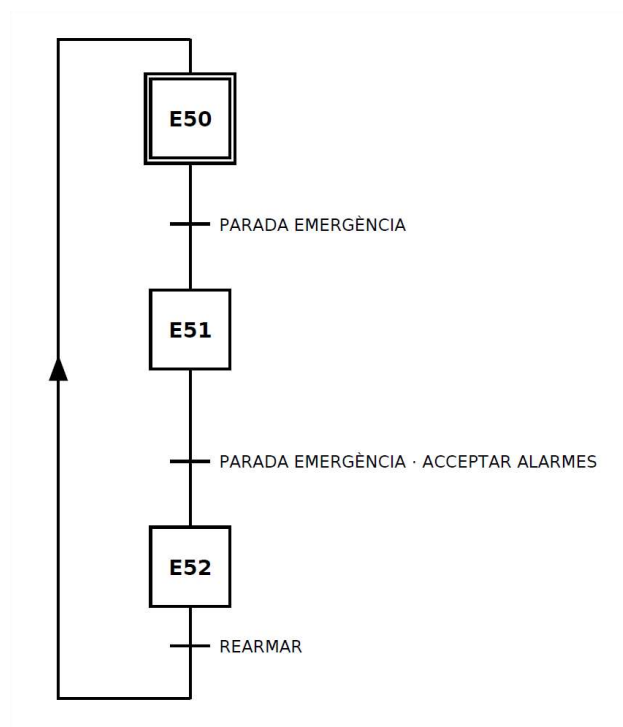 E50
PARADA EMERGÈNCIA
E51
PARADA EMERGÈNCIA · ACCEPTAR ALARMES
E52
REARMAR